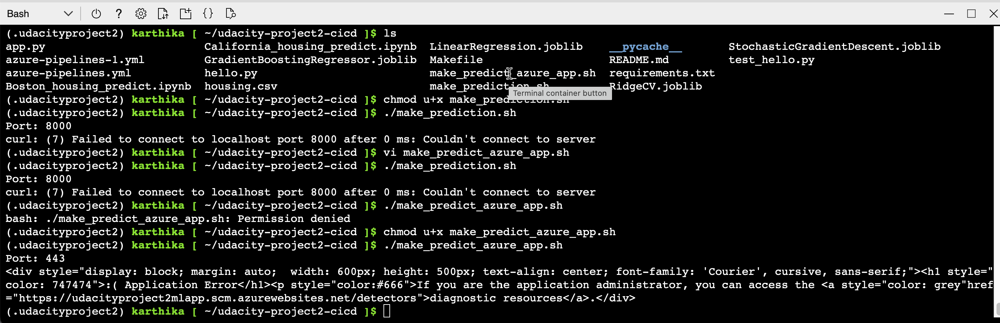 Bash
(.udacityproject2) karthika [ ~/udacity-project2-cicd ]$ ls
app.py California_housing_predict.ipynb LinearRegression.joblib __pycache__ StochasticGradientDescent.joblib
azure-pipelines-1.yml GradientBoostingRegressor.joblib Makefile README.md test_hello.py
azure-pipelines.yml hello.py make_predict_azure_app.sh requirements.txt
Boston_housing_predict.ipynb housing.csv make_prediction.sh RidgeCV.joblib
Terminal container button
(.udacityproject2) karthika [ ~/udacity-project2-cicd ]$ chmod u+x make_prediction.sh
(.udacityproject2) karthika [ ~/udacity-project2-cicd ]$ ./make_prediction.sh
Port: 8000
curl: (7) Failed to connect to localhost port 8000 after 0 ms: Couldn't connect to server
(.udacityproject2) karthika [ ~/udacity-project2-cicd ]$ vi make_predict_azure_app.sh
(.udacityproject2) karthika [ ~/udacity-project2-cicd ]$ ./make_prediction.sh
Port: 8000
curl: (7) Failed to connect to localhost port 8000 after 0 ms: Couldn't connect to server
(.udacityproject2) karthika [ ~/udacity-project2-cicd ]$ ./make_predict_azure_app.sh
bash: ./make_predict_azure_app.sh: Permission denied
(.udacityproject2) karthika [ ~/udacity-project2-cicd ]$ chmod u+x make_predict_azure_app.sh
(.udacityproject2) karthika [ ~/udacity-project2-cicd ]$ ./make_predict_azure_app.sh
Port: 443
<div style="display: block; margin: auto;  width: 600px; height: 500px; text-align: center; font-family: 'Courier', cursive, sans-serif;"><h1 style="
color: 747474">:( Application Error</h1><p style="color:#666">If you are the application administrator, you can access the <a style="color: grey"href
="https://udacityproject2mlapp.scm.azurewebsites.net/detectors">diagnostic resources</a>.</div>
(.udacityproject2) karthika [ ~/udacity-project2-cicd ]$